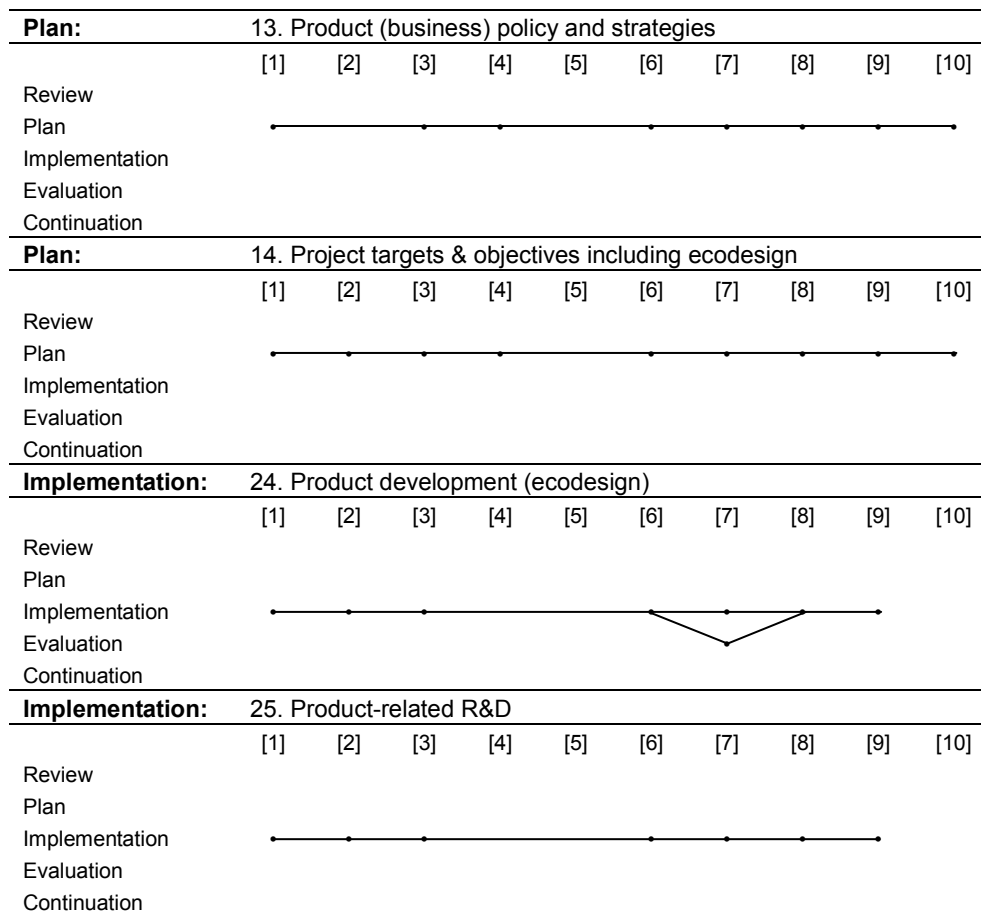 Plan: 13. Product (business) policy and strategies
[1] [2] [3] [4] [5] [6] [7] [8] [9] [10]
Review
Plan
Implementation
Evaluation
Continuation
Plan: 14. Project targets & objectives including ecodesign
[1] [2] [3] [4] [5] [6] [7] [8] [9] [10]
Review
Plan
Implementation
Evaluation
Continuation
Implementation: 24. Product development (ecodesign)
[1] [2] [3] [4] [5] [6] [7] [8] [9] [10]
Review
Plan
Implementation
Evaluation
Continuation
Implementation: 25. Product-related R&D
[1] [2] [3] [4] [5] [6] [7] [8] [9] [10]
Review
Plan
Implementation
Evaluation
Continuation